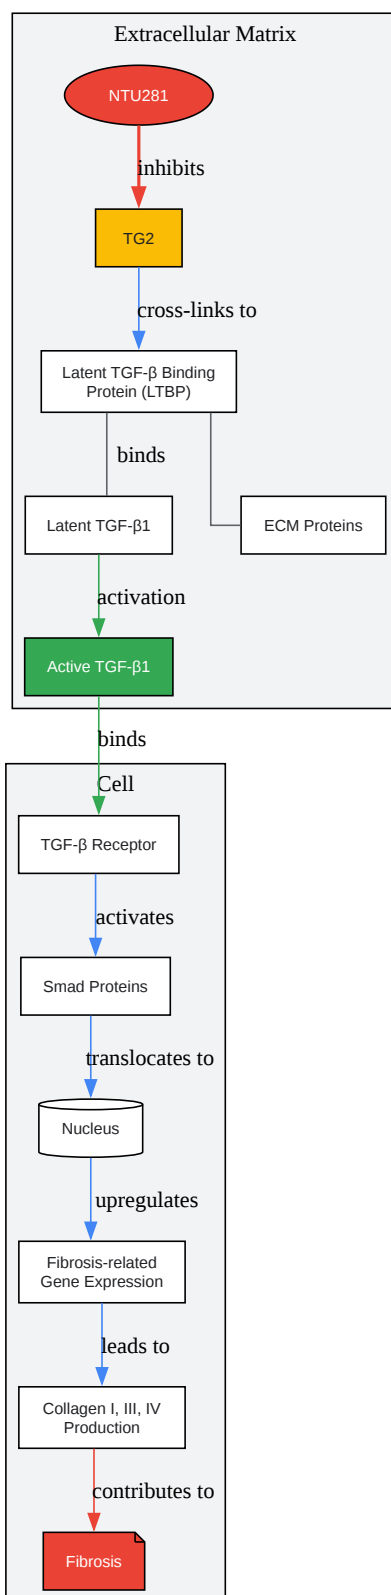 Extracellular Matrix
NTU281
inhibits
TG2
cross-links to
Latent TGF-β Binding
Protein (LTBP)
binds
Latent TGF-β1
ECM Proteins
activation
Active TGF-β1
binds
Cell
TGF-β Receptor
activates
Smad Proteins
translocates to
Nucleus
upregulates
Fibrosis-related
Gene Expression
leads to
Collagen I, III, IV
Production
contributes to
Fibrosis